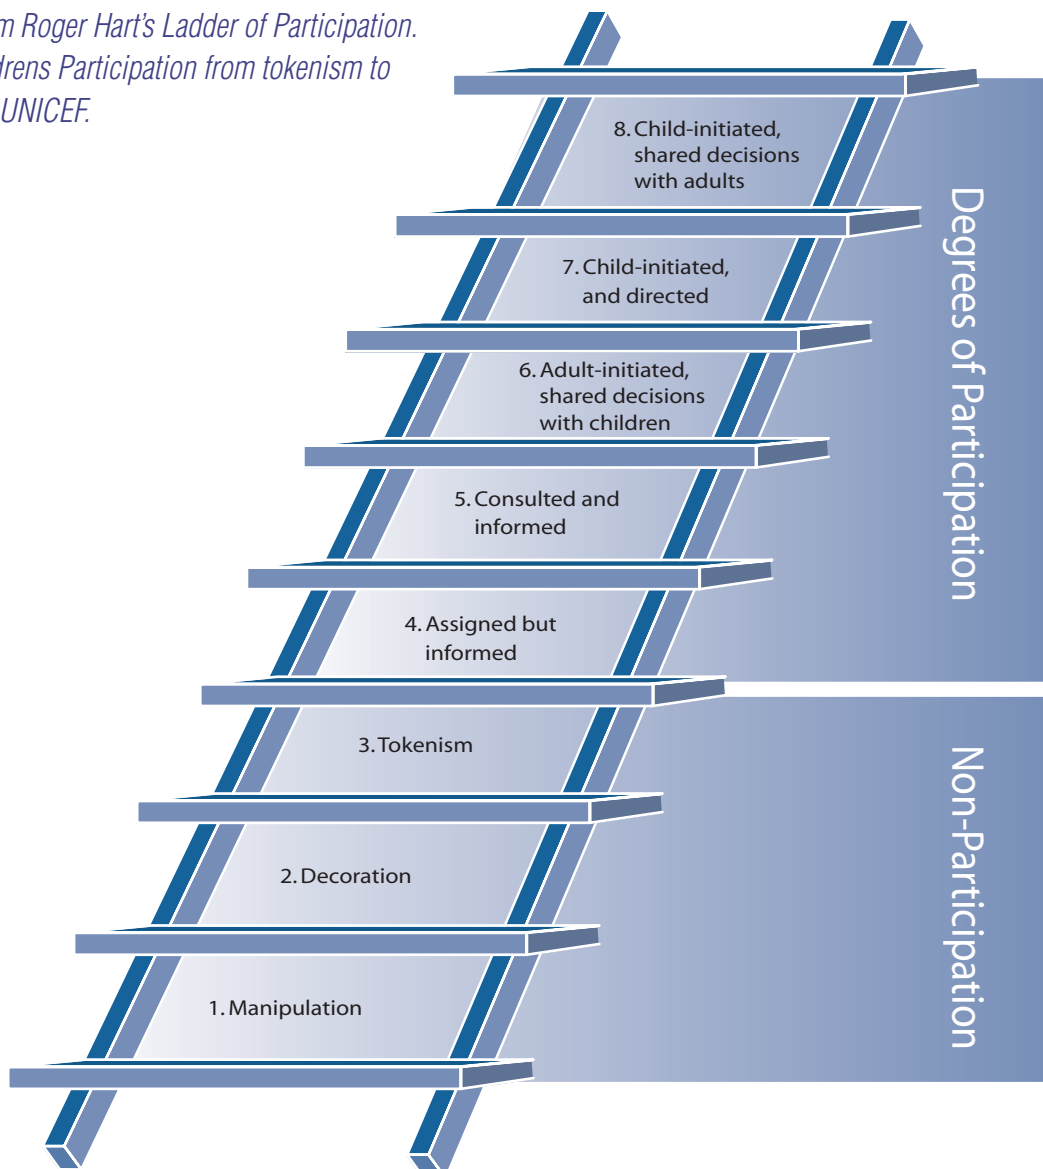 Roger Hart's Ladder of Participation.
Participation from tokenism to
UNICEF.
8. Child-initiated,
shared decisions
with adults
7. Child-initiated,
and directed
6. Adult-initiated,
shared decisions
with children
5. Consulted and
informed
4. Assigned but
informed
3. Tokenism
2. Decoration
1. Manipulation
Degrees of Participation
Non-Participation